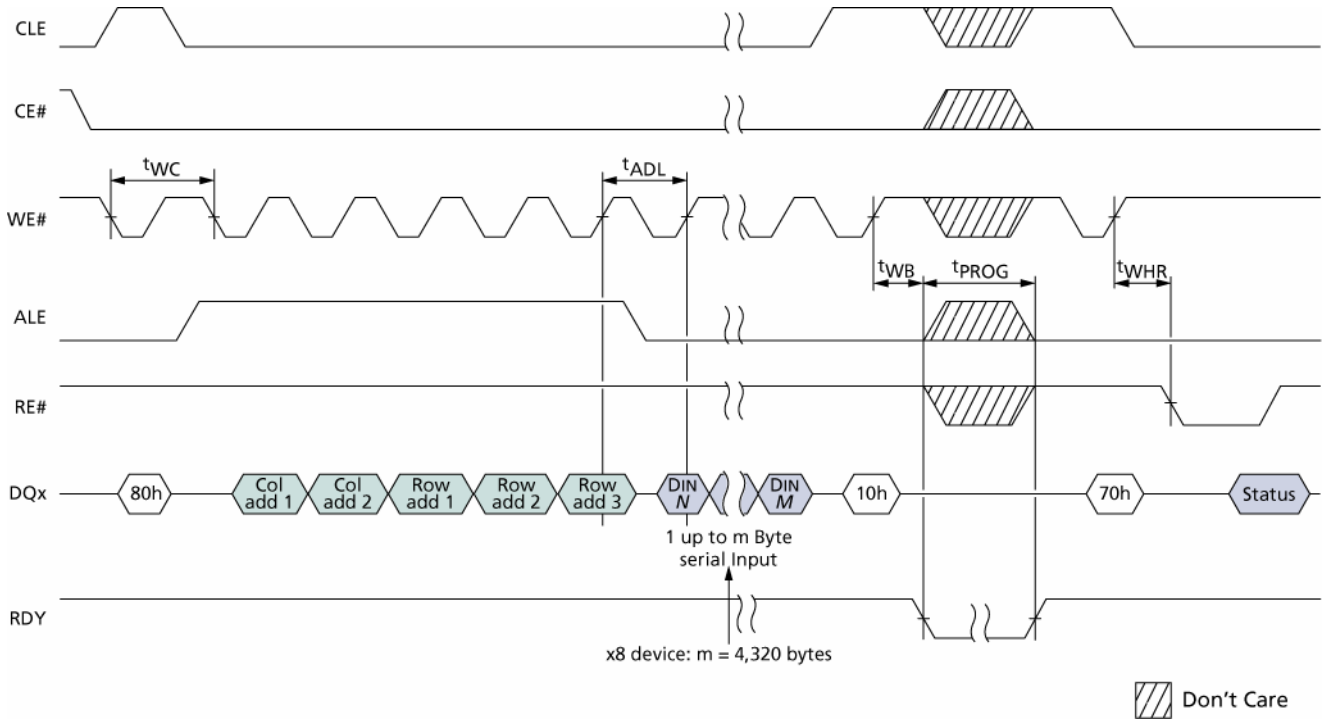 CLE
CE#
tWC
tADL
WE#
tWB
tPROG
tWHR
ALE
RE#
DQx
80h
Col
add 1
Col
add 2
Row
add 1
Row
add 2
Row
add 3
DIN
N
DIN
M
10h
70h
Status
1 up to m Byte
serial Input
RDY
x8 device: m = 4,320 bytes
Don't Care